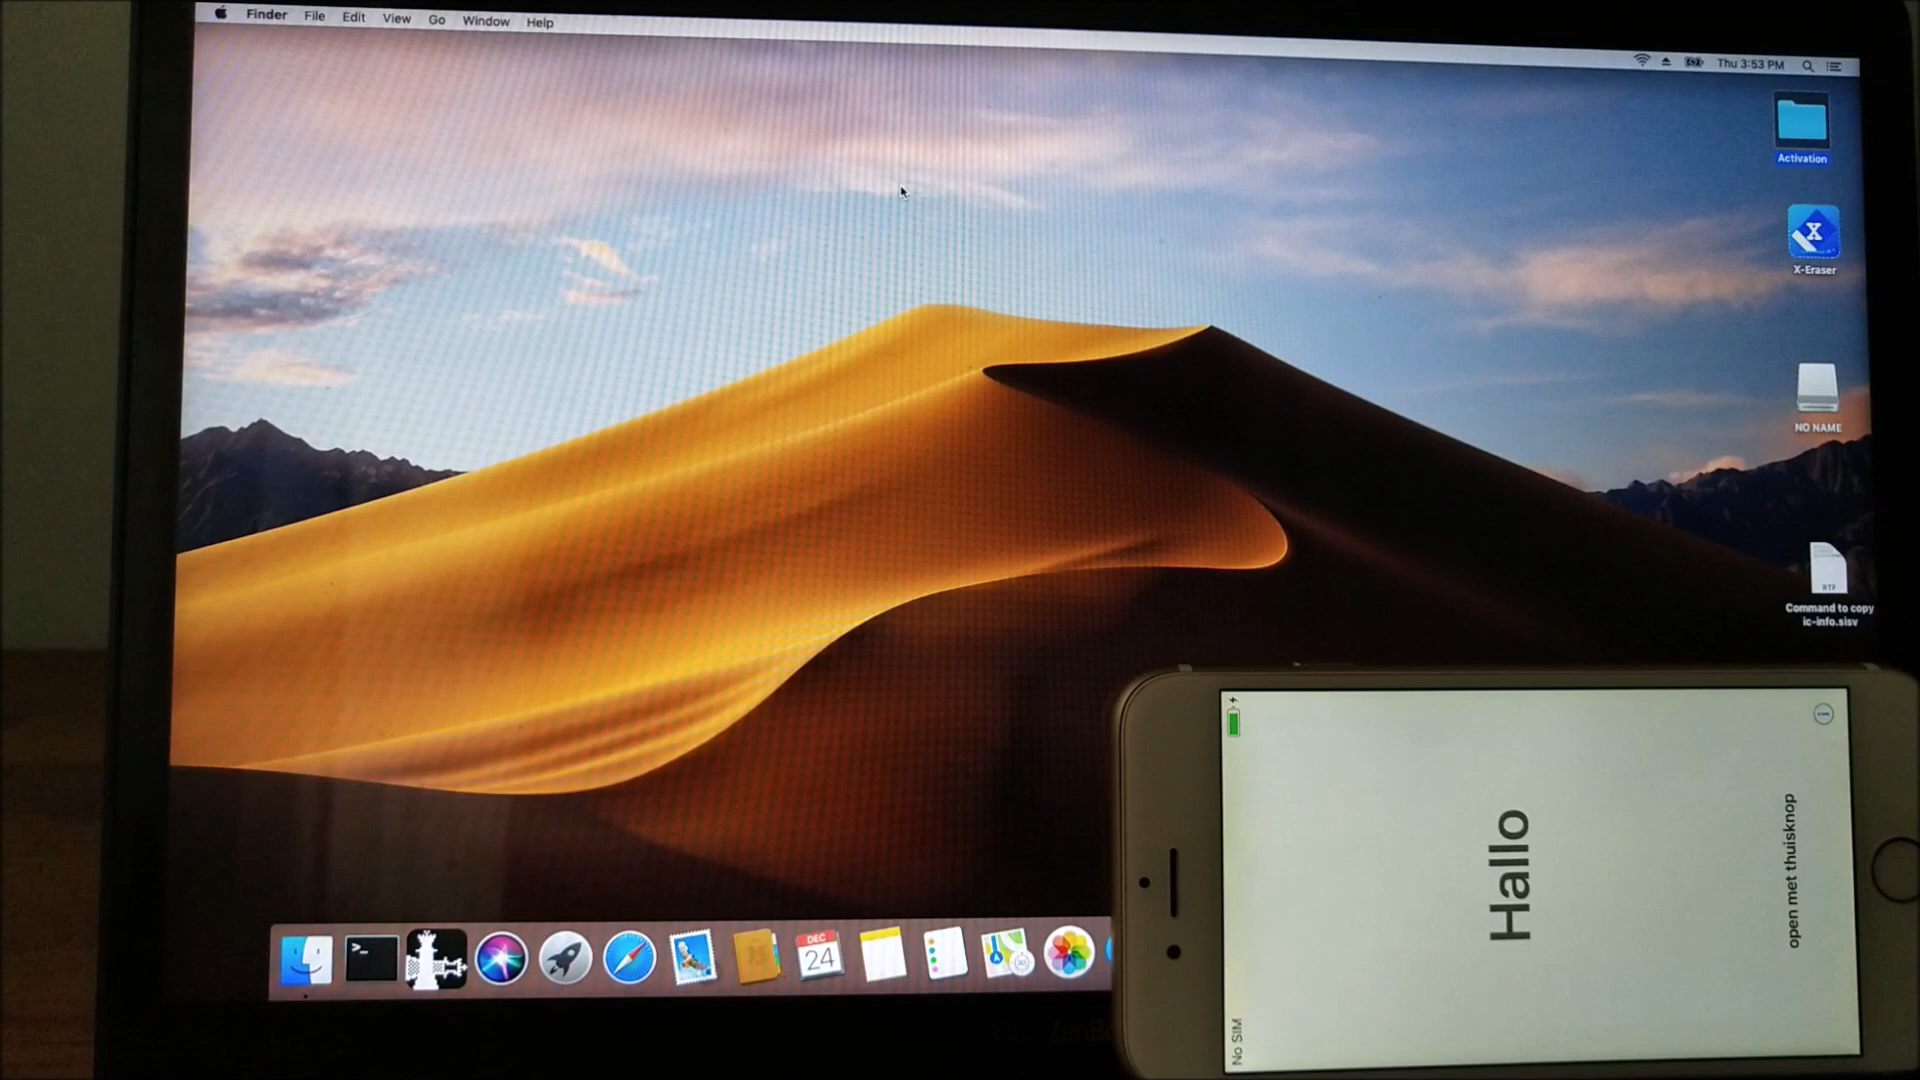 Finder File Edit View Go Window Help
Thu 3:53 PM
Activation
X
X-Eraser
NO NAME
RTF
Command to copy
ic-info.sisv
DEC
24
No SIM
Hallo
open met thuisknop